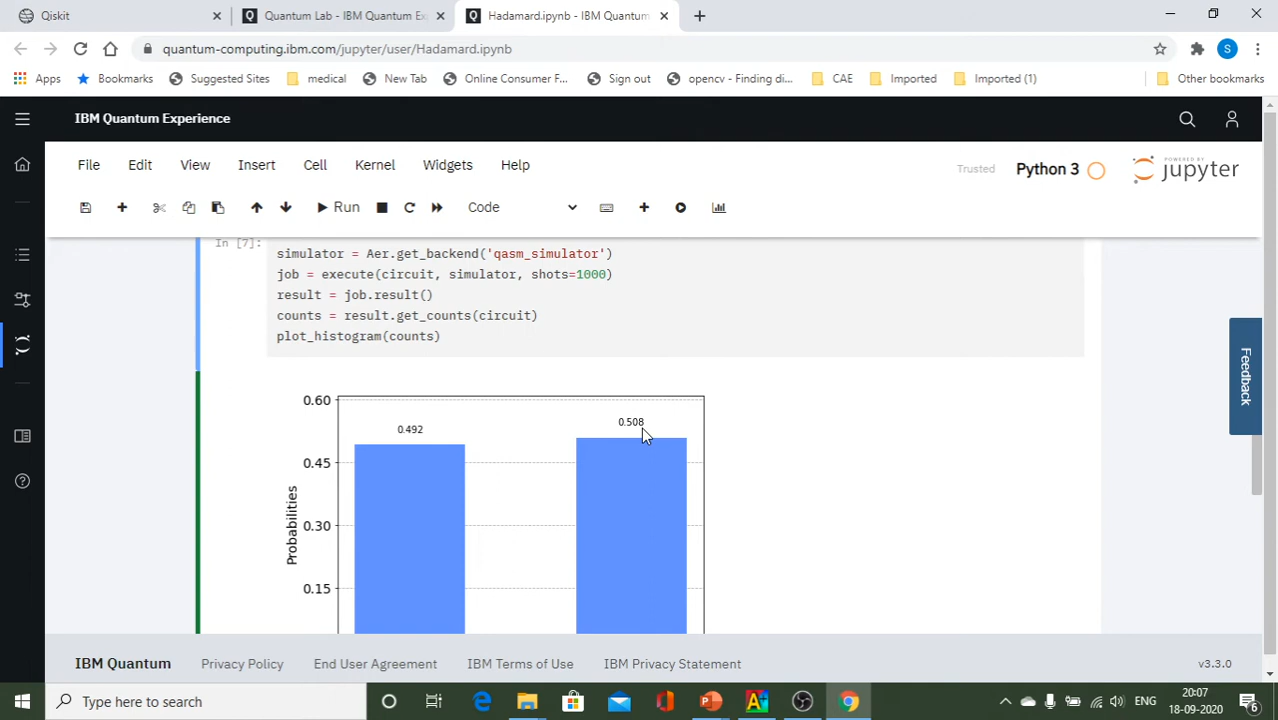 Qiskit
Quantum Lab - IBM Quantum Ex
Hadamard.ipynb - IBM Quantum
quantum-computing.ibm.com/jupyter/user/Hadamard.ipynb
S
Apps
Bookmarks
Suggested Sites
medical
New Tab
Online Consumer F...
Sign out
opencv - Finding di...
CAE
Imported
Imported (1)
Other bookmarks
IBM Quantum Experience
File Edit View Insert Cell Kernel Widgets Help
Trusted
Python 3
POWERED BY
jupyter
Run
Code
In [7]:
simulator = Aer.get_backend('qasm_simulator')
job = execute(circuit, simulator, shots=1000)
result = job.result()
counts = result.get_counts(circuit)
plot_histogram(counts)
Feedback
0.60
0.492
0.508
0.45
0.30
0.15
Probabilities
IBM Quantum
Privacy Policy
End User Agreement
IBM Terms of Use
IBM Privacy Statement
v3.3.0
Type here to search
ENG
20:07
18-09-2020
6